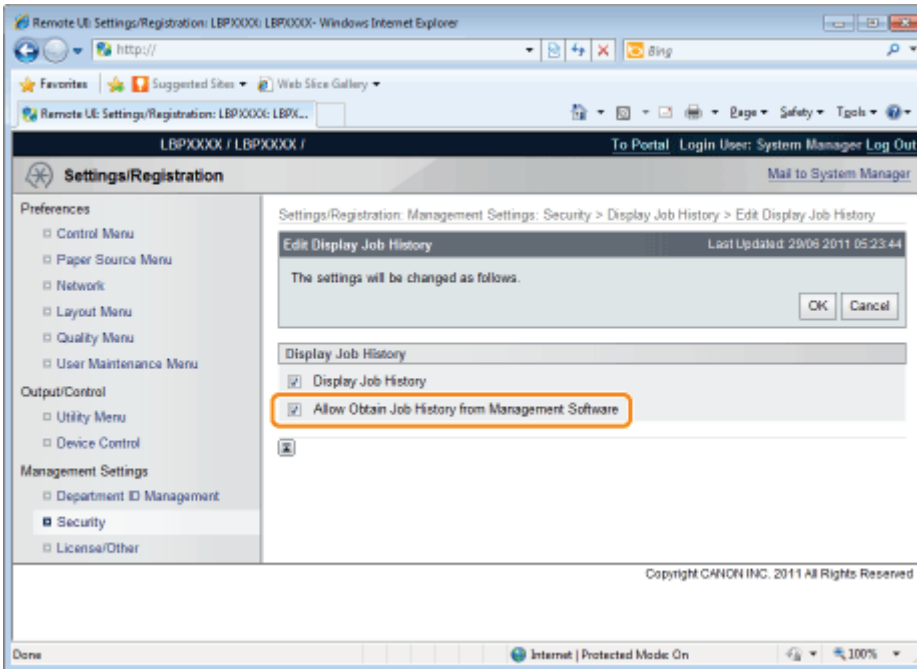 Remote UI: Settings/Registration: LBPXXXX: LBPXXXX- Windows Internet Explorer
http://
Bing
Favorites Suggested Sites Web Slice Gallery
Remote UI: Settings/Registration: LBPXXXX: LBPX...
Page Safety Tools
LBPXXXX / LBPXXXX /
To Portal Login User: System Manager Log Out
Settings/Registration
Mail to System Manager
Preferences
Control Menu
Paper Source Menu
Network
Layout Menu
Quality Menu
User Maintenance Menu
Output/Control
Utility Menu
Device Control
Management Settings
Department ID Management
Security
License/Other
Settings/Registration: Management Settings: Security > Display Job History > Edit Display Job History
Edit Display Job History
Last Updated: 29/06 2011 05:23:44
The settings will be changed as follows.
OK Cancel
Display Job History
Display Job History
Allow Obtain Job History from Management Software
Copyright CANON INC. 2011 All Rights Reserved
Done
Internet | Protected Mode: On
100%